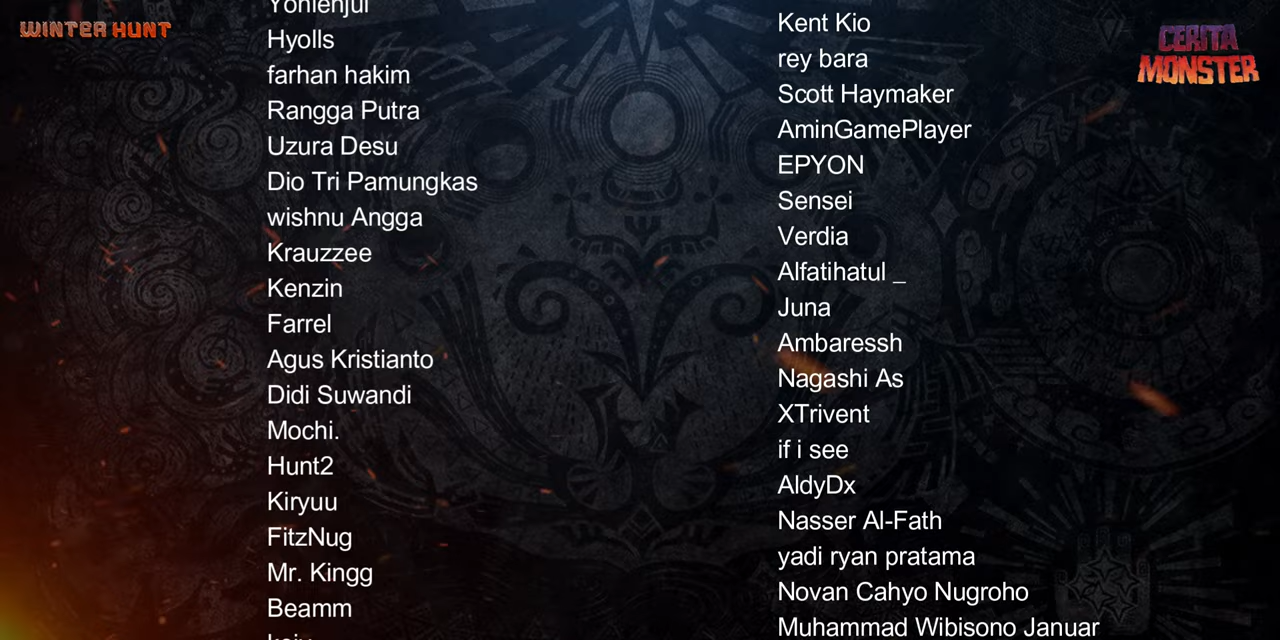 WINTER HUNT
Hyolls
farhan hakim
Rangga Putra
Uzura Desu
Dio Tri Pamungkas
wishnu Angga
Krauzzee
Kenzin
Farrel
Agus Kristianto
Didi Suwandi
Mochi.
Hunt2
Kiryuu
FitzNug
Mr. Kingg
Beamm
Kent Kio
rey bara
Scott Haymaker
AminGamePlayer
EPYON
Sensei
Verdia
Alfatihatul _
Juna
Ambaressh
Nagashi As
XTrivent
if i see
AldyDx
Nasser Al-Fath
yadi ryan pratama
Novan Cahyo Nugroho
Muhammad Wibisono Januar
CERITA
MONSTER